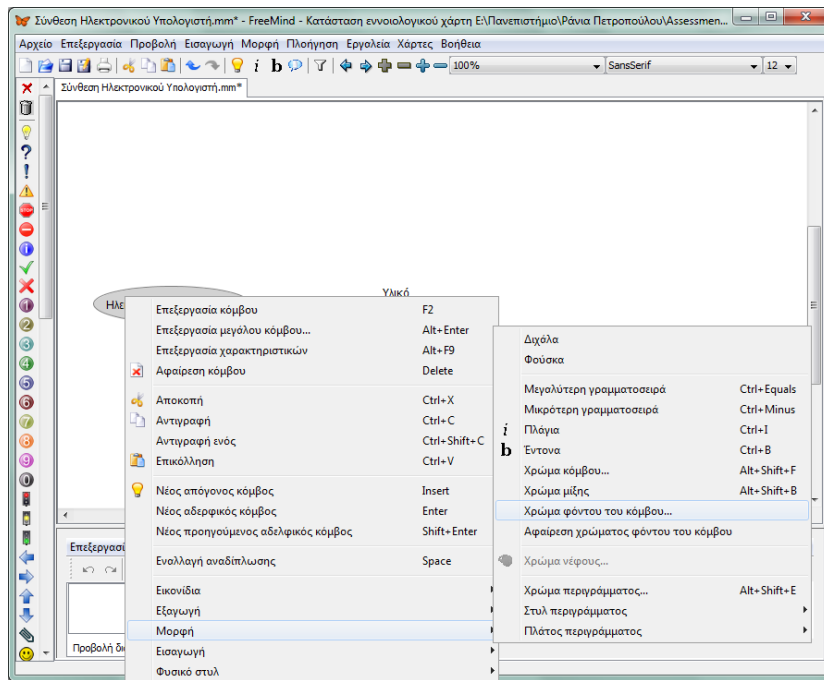 Σύνθεση Ηλεκτρονικού Υπολογιστή.mm* - FreeMind - Κατάσταση εννοιολογικού χάρτη E:\Πανεπιστήμιο\Ράνια Πετροπούλου\Assessmen...
Αρχείο Επεξεργασία Προβολή Εισαγωγή Μορφή Πλοήγηση Εργαλεία Χάρτες Βοήθεια
i b 100% SansSerif 12
Σύνθεση Ηλεκτρονικού Υπολογιστή.mm*
Υλικό
Ηλε
Επεξεργασία κόμβου F2
Επεξεργασία μεγάλου κόμβου... Alt+Enter
Επεξεργασία χαρακτηριστικών Alt+F9
Αφαίρεση κόμβου Delete
Αποκοπή Ctrl+X
Αντιγραφή Ctrl+C
Αντιγραφή ενός Ctrl+Shift+C
Επικόλληση Ctrl+V
Νέος απόγονος κόμβος Insert
Νέος αδερφικός κόμβος Enter
Νέος προηγούμενος αδελφικός κόμβος Shift+Enter
Εναλλαγή αναδίπλωσης Space
Εικονίδια
Εξαγωγή
Μορφή
Εισαγωγή
Φυσικό στυλ
Διχάλα
Φούσκα
Μεγαλύτερη γραμματοσειρά Ctrl+Equals
Μικρότερη γραμματοσειρά Ctrl+Minus
i Πλάγια Ctrl+I
b Έντονα Ctrl+B
Χρώμα κόμβου... Alt+Shift+F
Χρώμα μίξης Alt+Shift+B
Χρώμα φόντου του κόμβου...
Αφαίρεση χρώματος φόντου του κόμβου
Χρώμα νέφους...
Χρώμα περιγράμματος... Alt+Shift+E
Στυλ περιγράμματος
Πλάτος περιγράμματος
Επεξεργασί
Προβολή δι